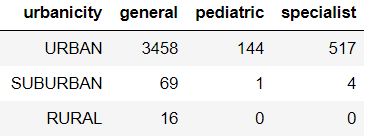 urbanicity general pediatric specialist
URBAN 3458 144 517
SUBURBAN 69 1 4
RURAL 16 0 0